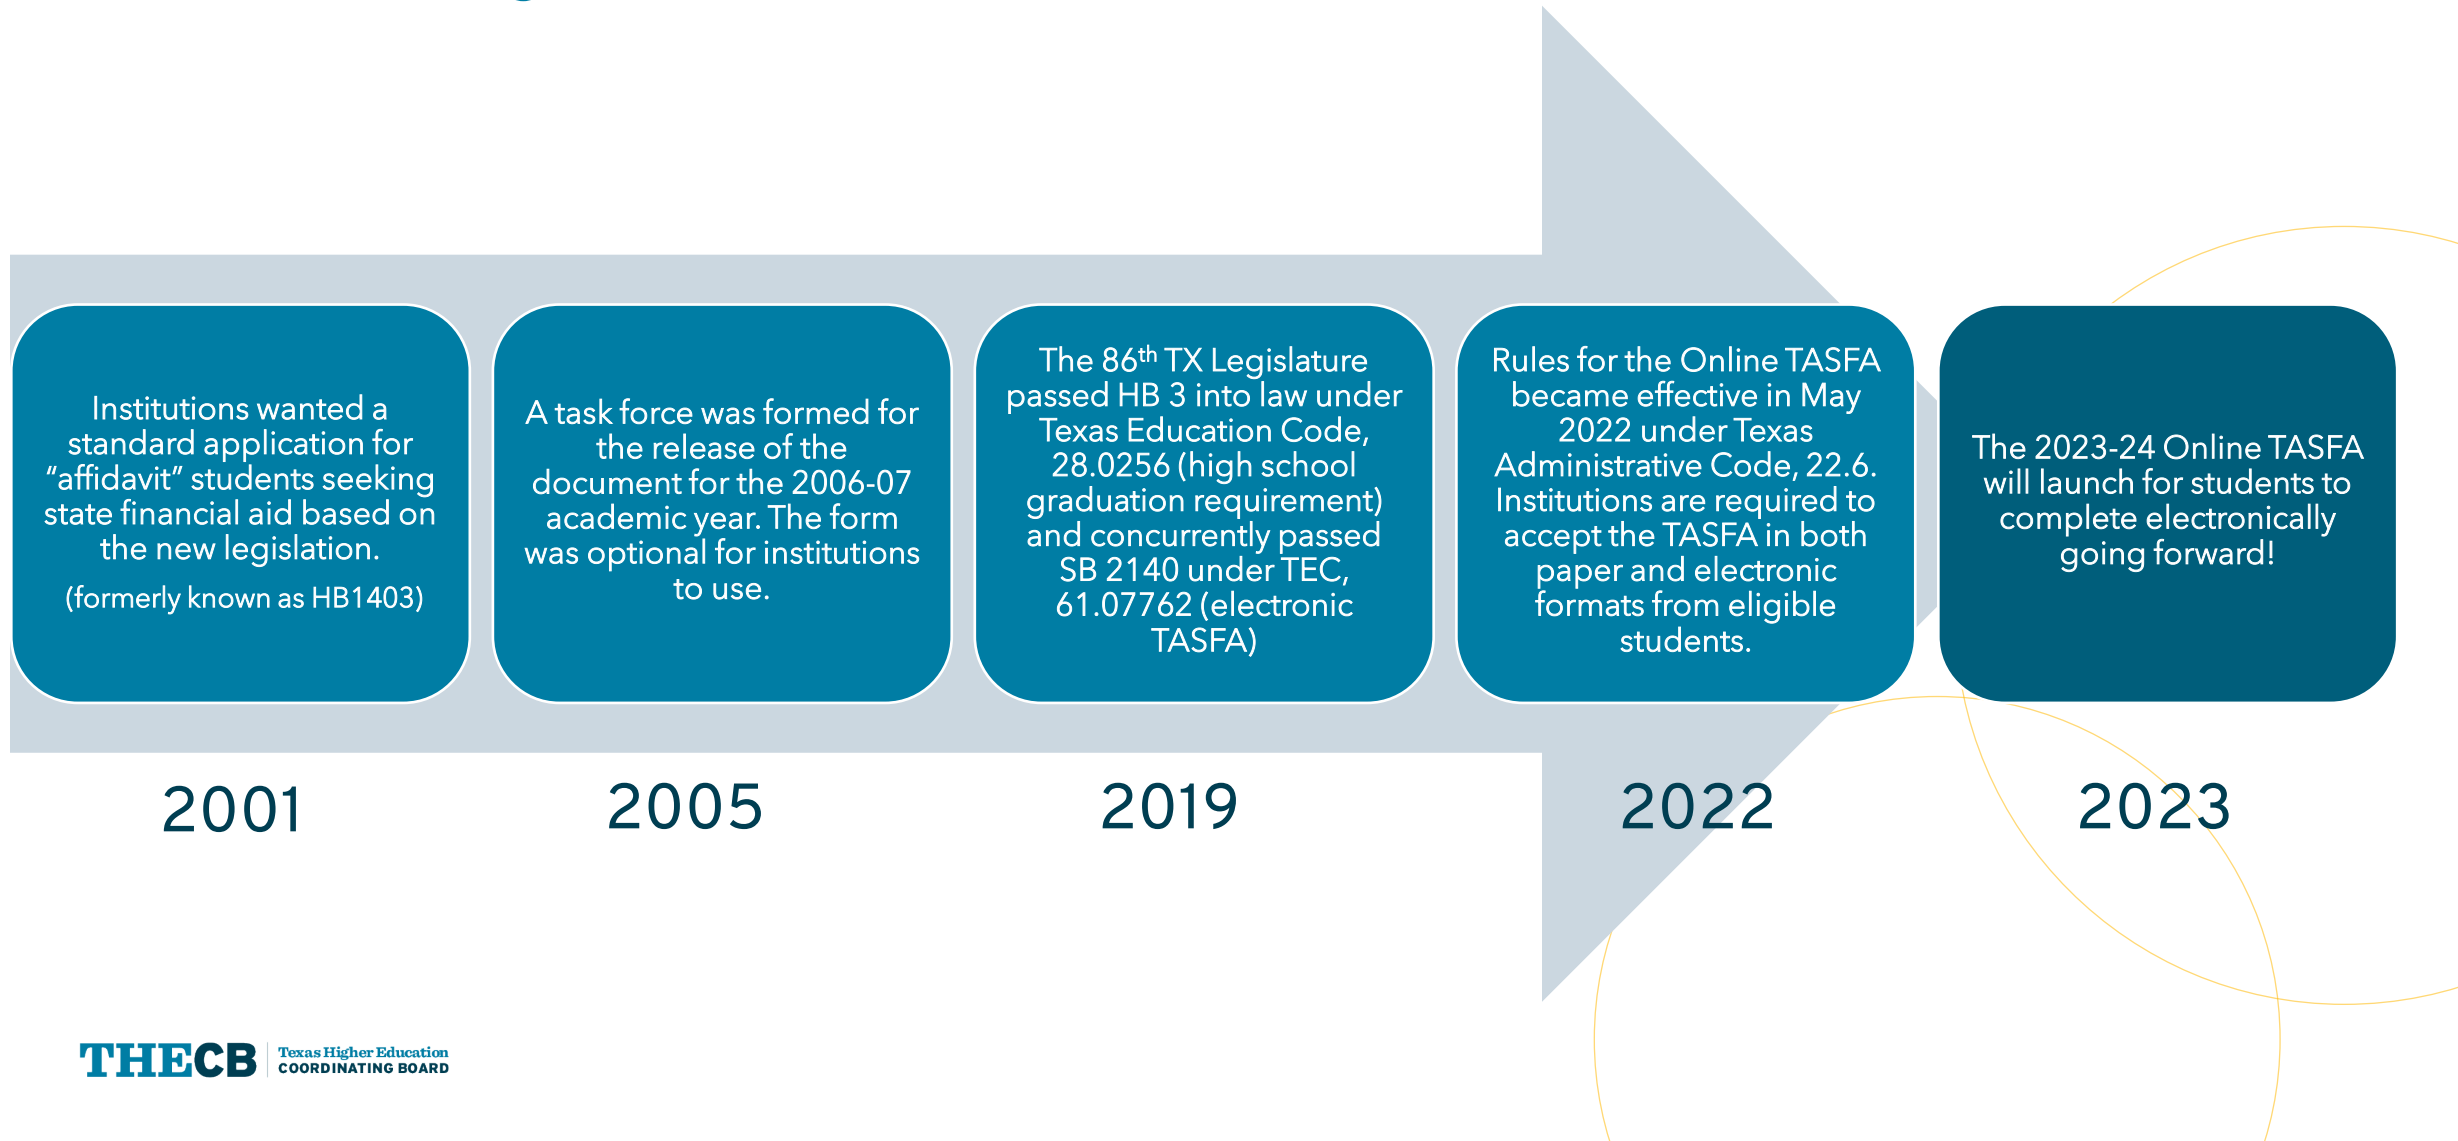 Institutions wanted a
standard application for
“affidavit” students seeking
state financial aid based on
the new legislation.
(formerly known as HB1403)
A task force was formed for
the release of the
document for the 2006-07
academic year. The form
was optional for institutions
to use.
The 86th TX Legislature
passed HB 3 into law under
Texas Education Code,
28.0256 (high school
graduation requirement)
and concurrently passed
SB 2140 under TEC,
61.07762 (electronic
TASFA)
Rules for the Online TASFA
became effective in May
2022 under Texas
Administrative Code, 22.6.
Institutions are required to
accept the TASFA in both
paper and electronic
formats from eligible
students.
The 2023-24 Online TASFA
will launch for students to
complete electronically
going forward!
2001
2005
2019
2022
2023
THECB
Texas Higher Education
COORDINATING BOARD